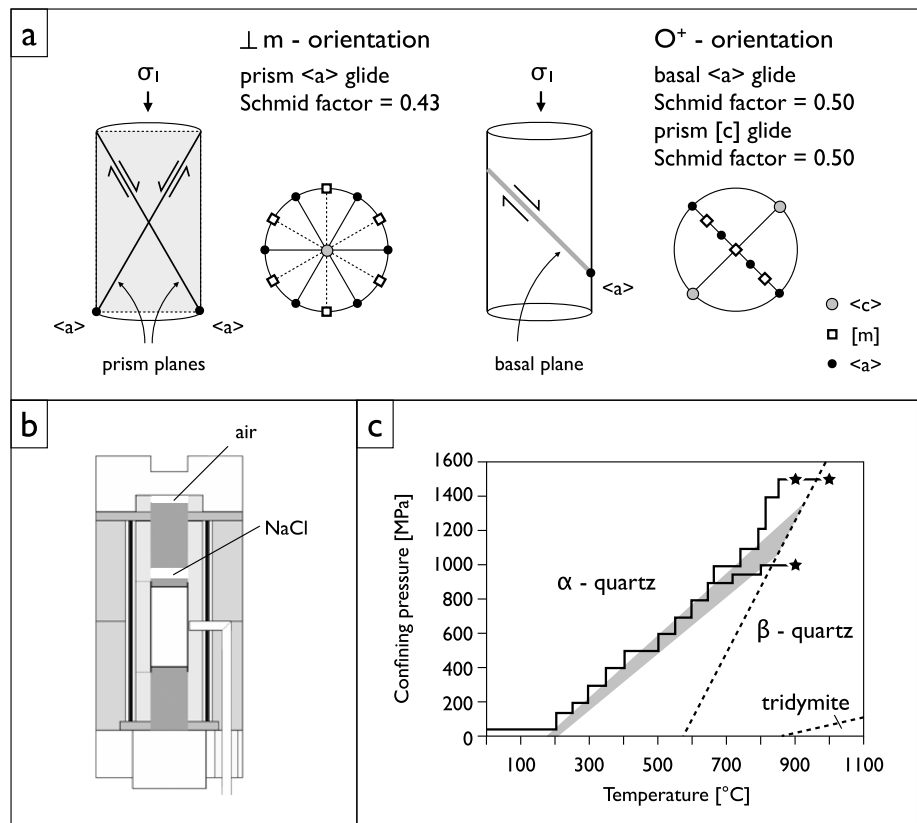 a
⊥ m - orientation
prism <a> glide
Schmid factor = 0.43
σ₁
<a>
<a>
prism planes
O⁺ - orientation
basal <a> glide
Schmid factor = 0.50
prism [c] glide
Schmid factor = 0.50
σ₁
<a>
basal plane
<c>
[m]
<a>
b
air
NaCl
c
Confining pressure [MPa]
1600
1400
1200
1000
800
600
400
200
0
α - quartz
β - quartz
tridymite
100 300 500 700 900 1100
Temperature [°C]